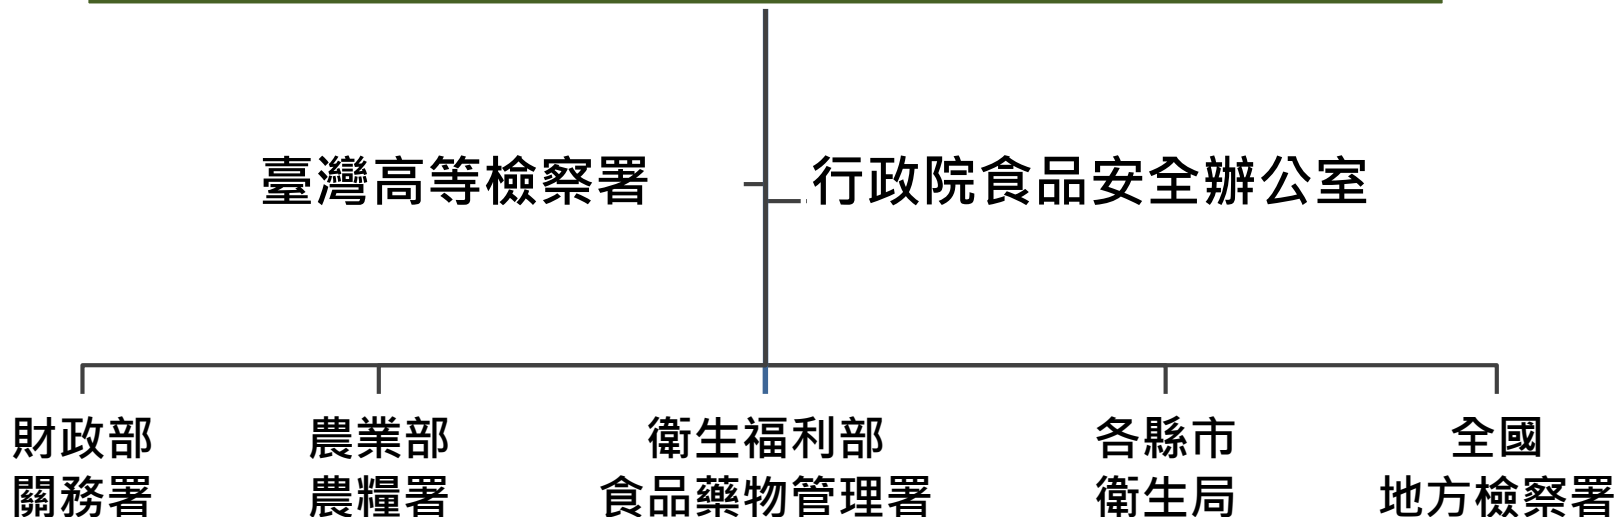 臺灣高等檢察署
行政院食品安全辦公室
財政部
關務署
農業部
農糧署
衛生福利部
食品藥物管理署
各縣市
衛生局
全國
地方檢察署